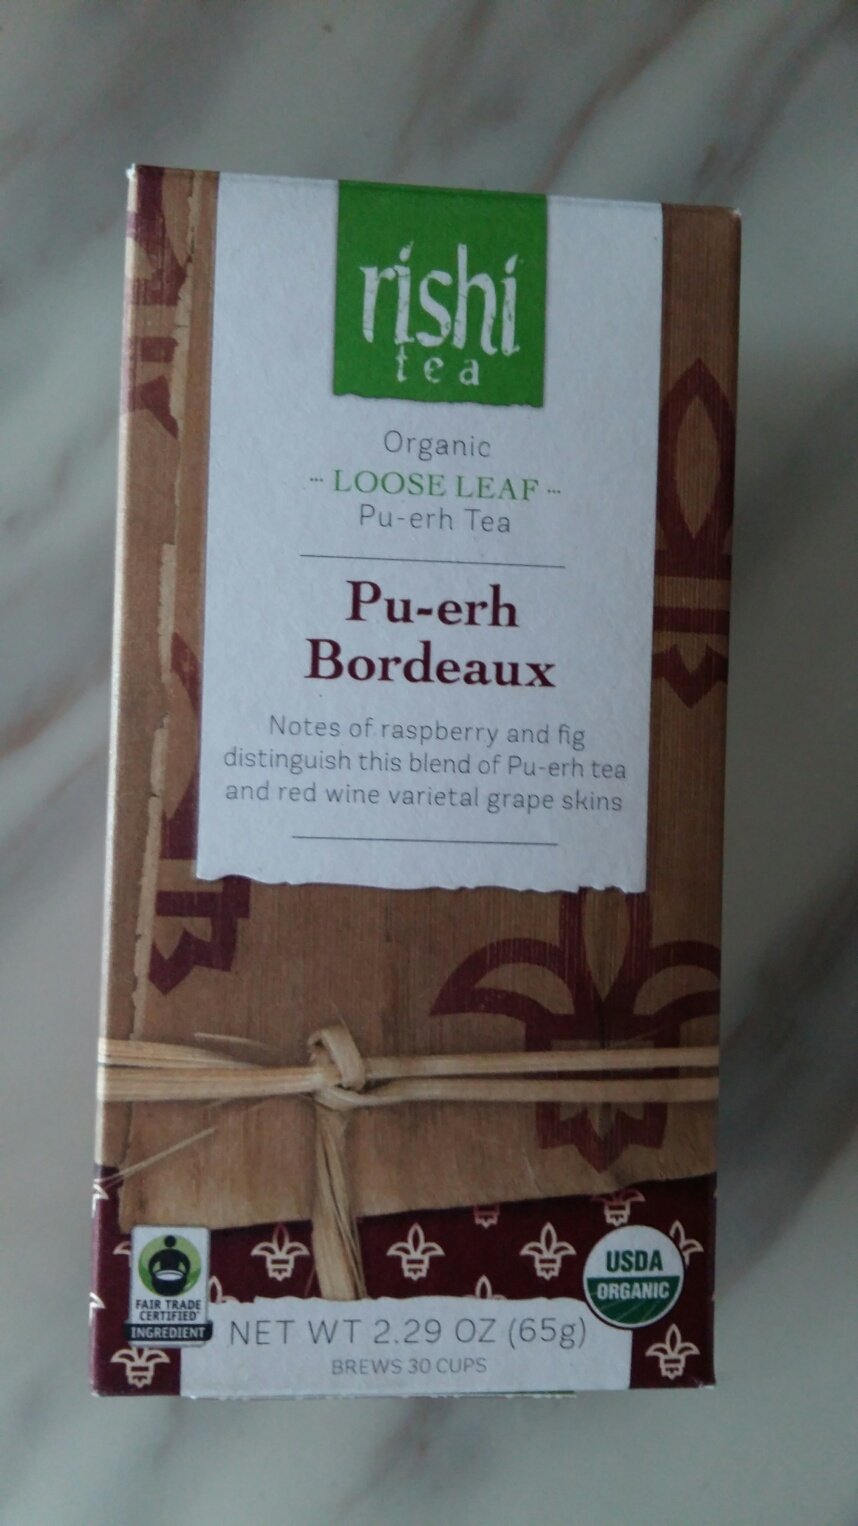 rishi
tea
Organic
··· LOOSE LEAF ···
Pu-erh Tea
Pu-erh
Bordeaux
Notes of raspberry and fig
distinguish this blend of Pu-erh tea
and red wine varietal grape skins
FAIR TRADE
CERTIFIED
INGREDIENT
USDA
ORGANIC
NET WT 2.29 OZ (65g)
BREWS 30 CUPS